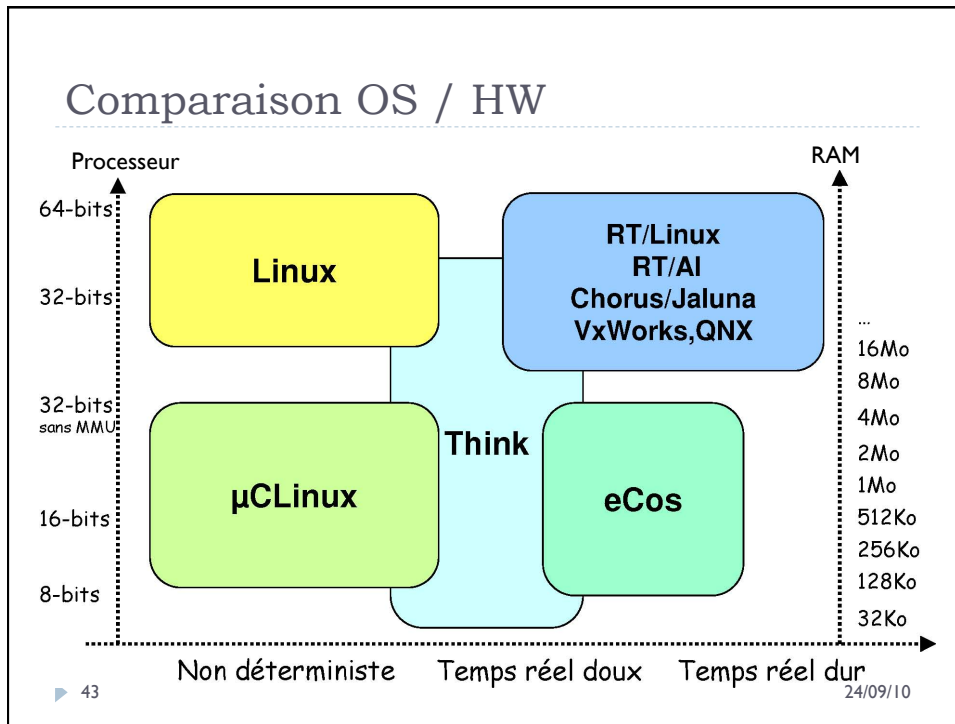 Comparaison OS / HW
Processeur
RAM
64-bits
32-bits
32-bits
sans MMU
16-bits
8-bits
Linux
RT/Linux
RT/AI
Chorus/Jaluna
VxWorks,QNX
Think
µCLinux
eCos
...
16Mo
8Mo
4Mo
2Mo
1Mo
512Ko
256Ko
128Ko
32Ko
Non déterministe
Temps réel doux
Temps réel dur
43
24/09/10